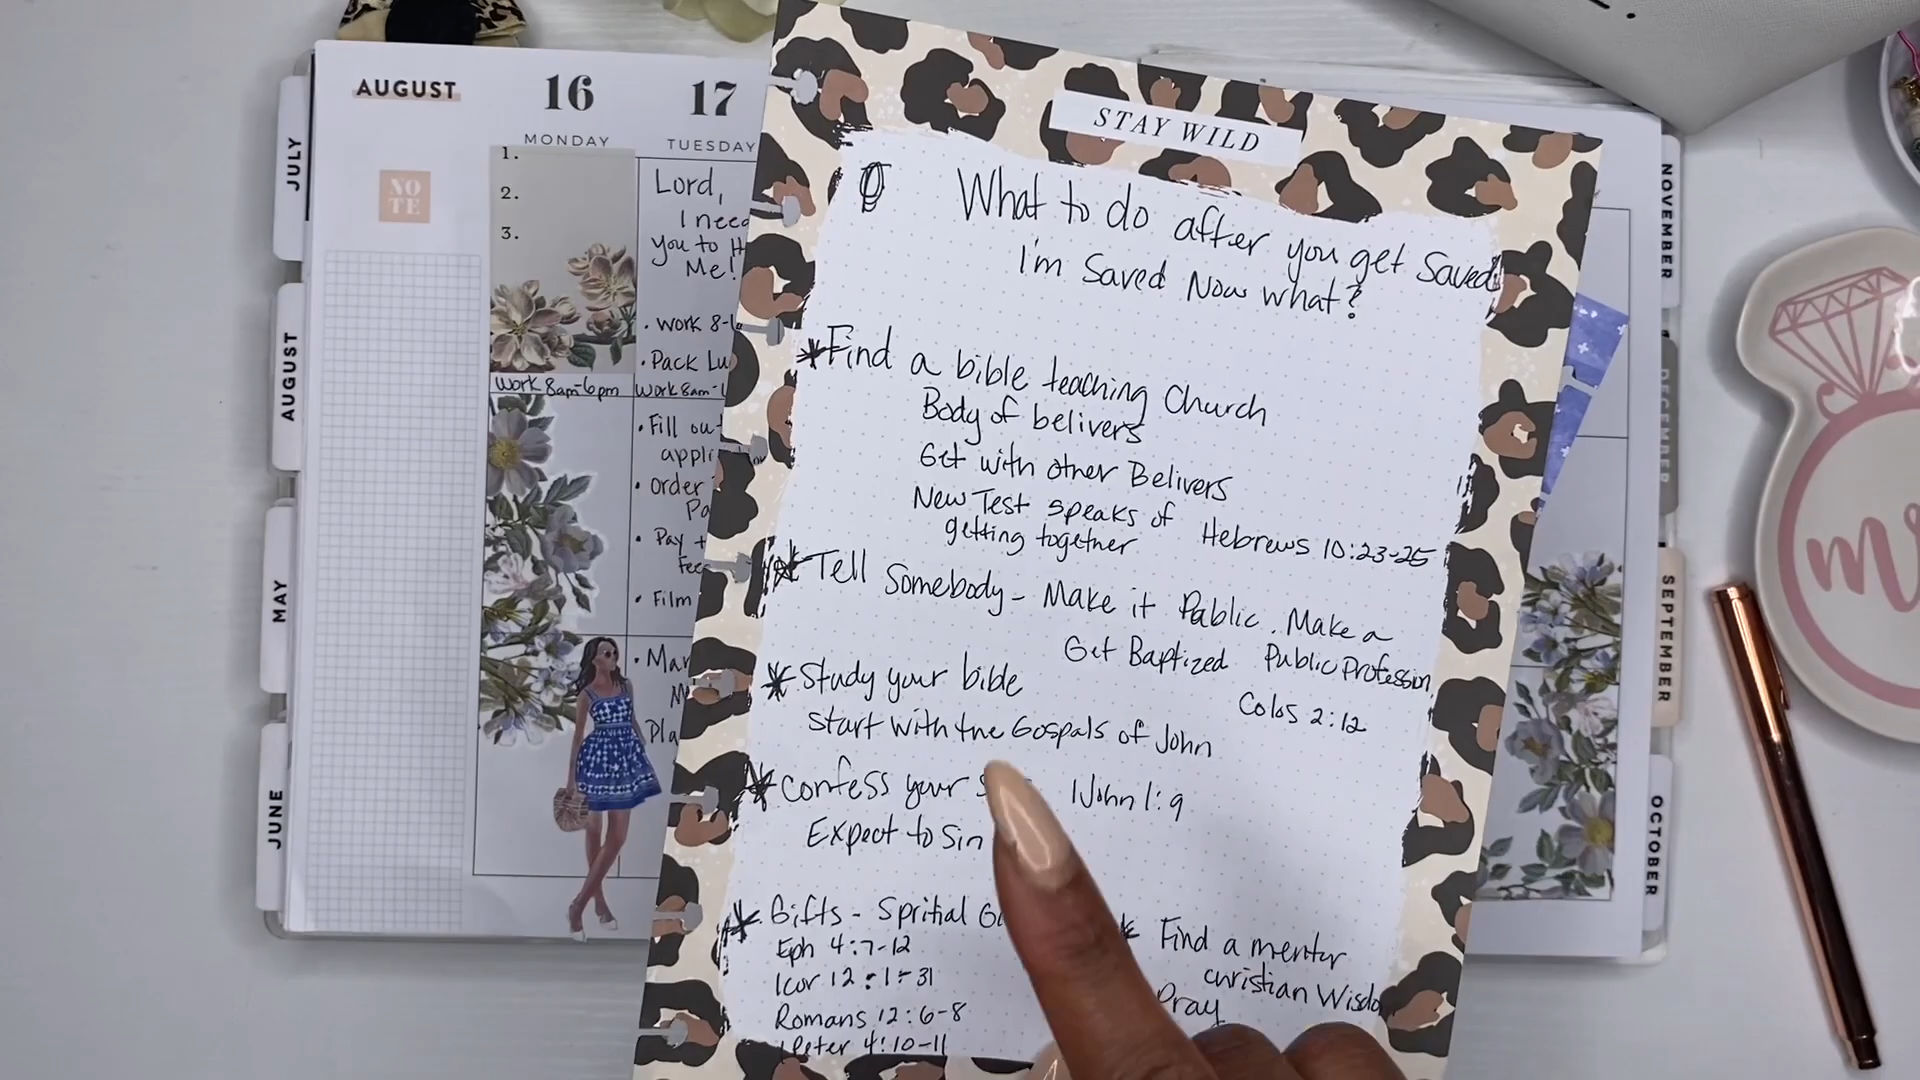 AUGUST
16
MONDAY
17
TUESDAY
NO
TE
1.
2.
3.
Lord,
I need
you to
Me!
• Work 8-
• Pack Lu
Work 8am-6pm
Work 8am-
• Fill
• Order
• Pay +
Fees
• Film
JULY
AUGUST
MAY
JUNE
NOVEMBER
DECEMBER
SEPTEMBER
OCTOBER
STAY WILD
What to do after you get Saved
I'm Saved Now what?
* Find a bible teaching Church
Body of belivers
Get with other Belivers
New Test speaks of
getting together
Hebrews 10:23-25
* Tell Somebody - Make it Public. Make a
Public Profession
Get Baptized
Colos 2:12
* Study your bible
Start with the Gospals of John
* Confess your
1John 1:9
Expect to Sin
* Gifts - Spritial
Eph 4:7-12
1cor 12:1-31
Romans 12:6-8
1Peter 4:10-11
* Find a mentor
christian
Pray